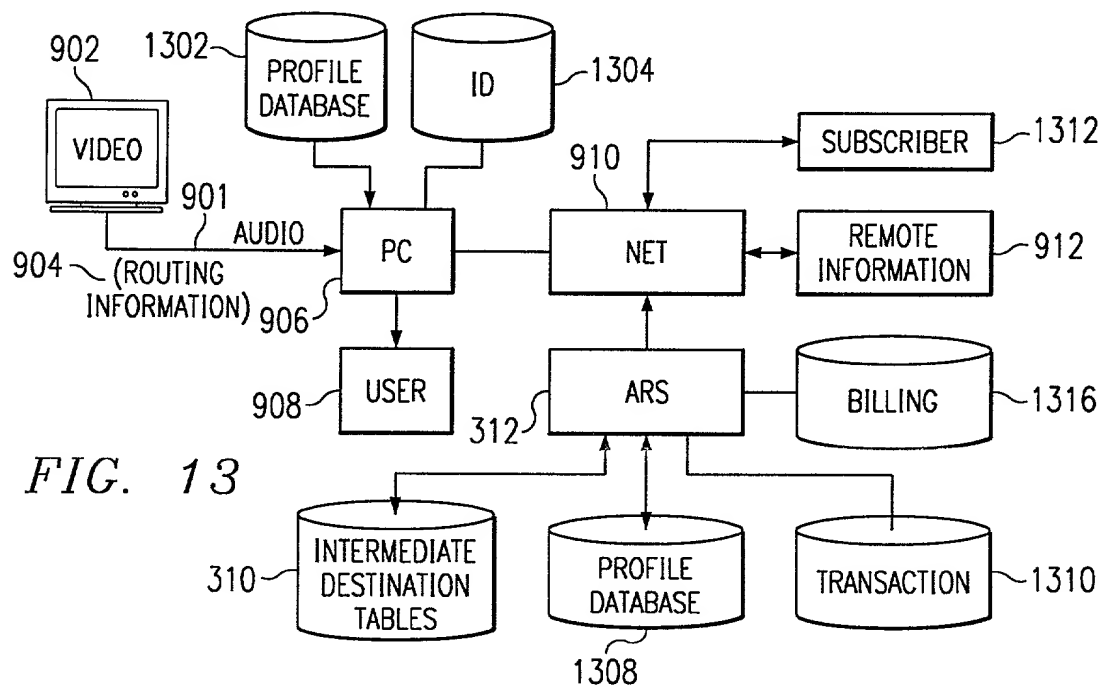 902
1302
PROFILE
DATABASE
ID
1304
VIDEO
901
AUDIO
904
(ROUTING
INFORMATION)
PC
906
910
NET
SUBSCRIBER
1312
REMOTE
INFORMATION
912
USER
908
ARS
312
BILLING
1316
FIG. 13
INTERMEDIATE
DESTINATION
TABLES
310
PROFILE
DATABASE
1308
TRANSACTION
1310